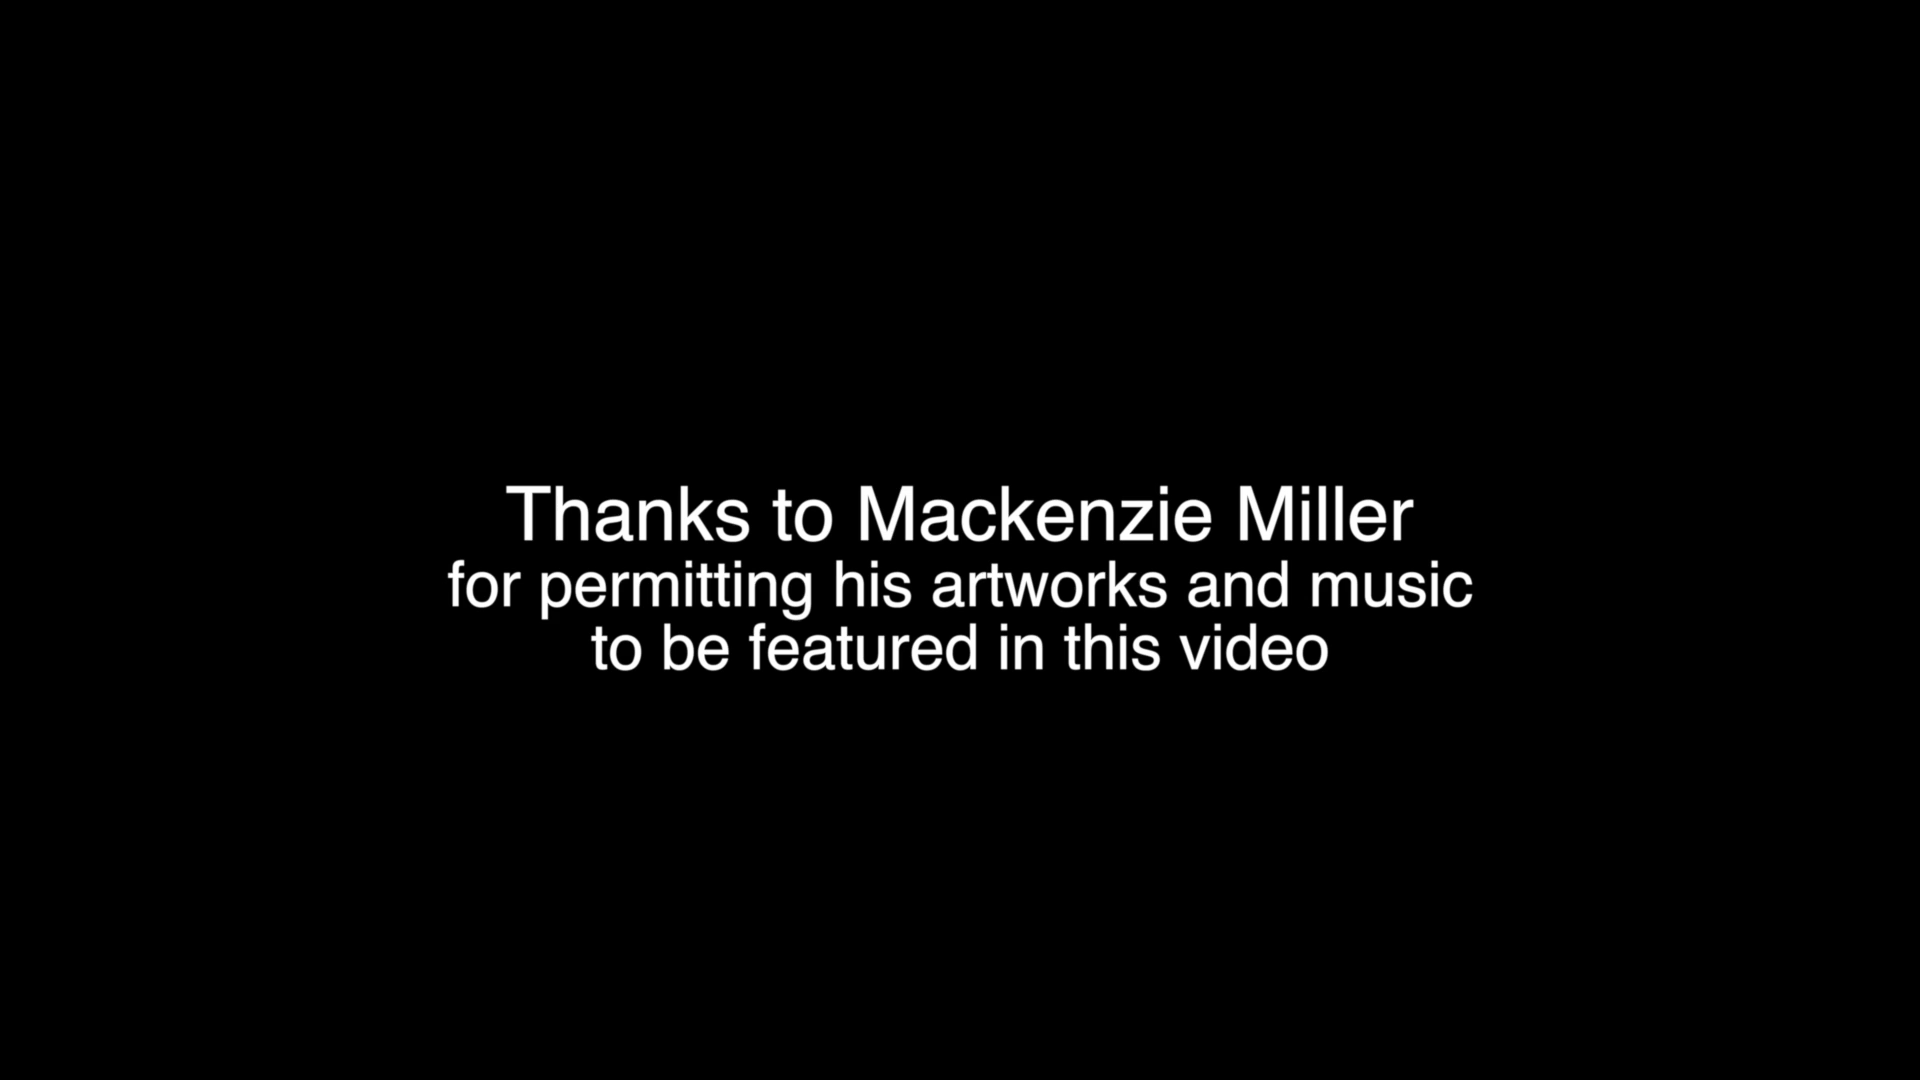 Thanks to Mackenzie Miller
for permitting his artworks and music
to be featured in this video